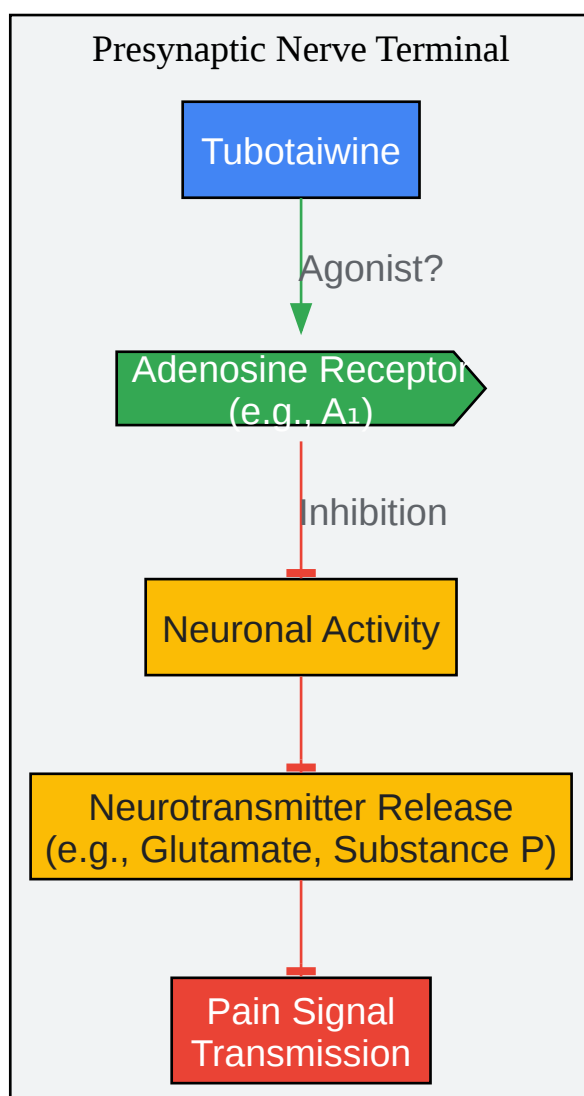 Presynaptic Nerve Terminal
Tubotaiwine
Agonist?
Adenosine Receptor
(e.g., A₁)
Inhibition
Neuronal Activity
Neurotransmitter Release
(e.g., Glutamate, Substance P)
Pain Signal
Transmission